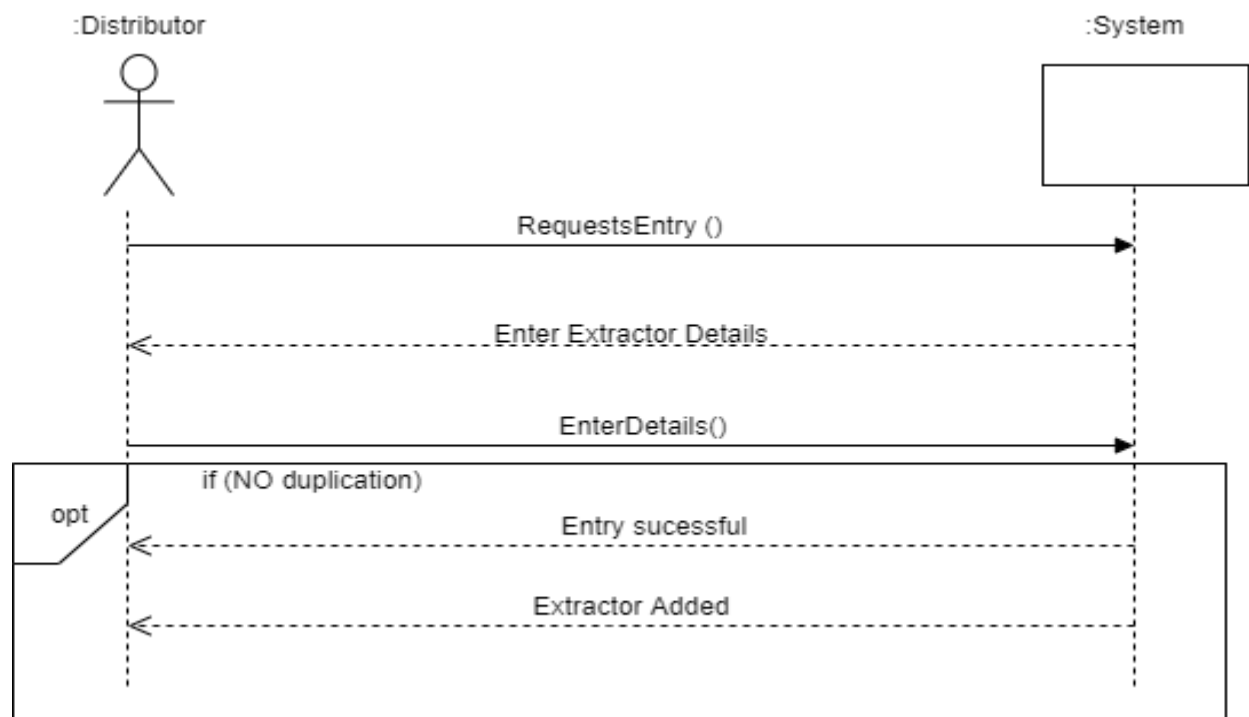 :Distributor
:System
RequestsEntry ()
Enter Extractor Details
EnterDetails()
if (NO duplication)
opt
Entry sucessful
Extractor Added